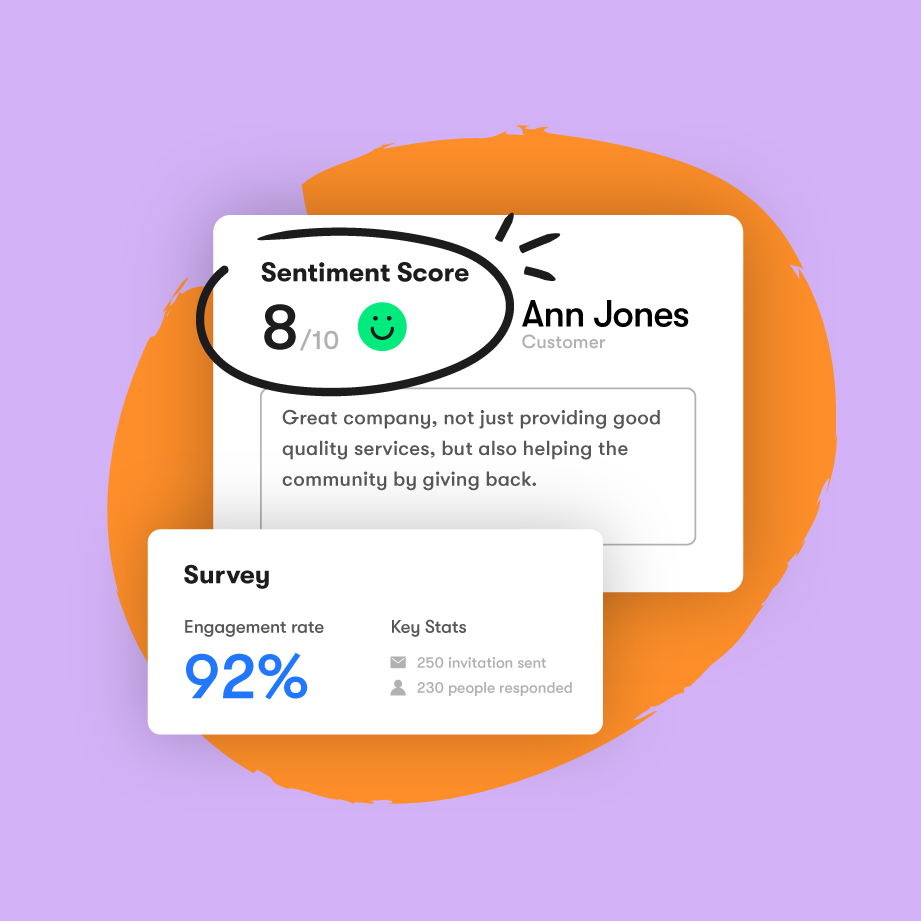 Sentiment Score
8/10
Ann Jones
Customer
Great company, not just providing good
quality services, but also helping the
community by giving back.
Survey
Engagement rate
92%
Key Stats
250 invitation sent
230 people responded